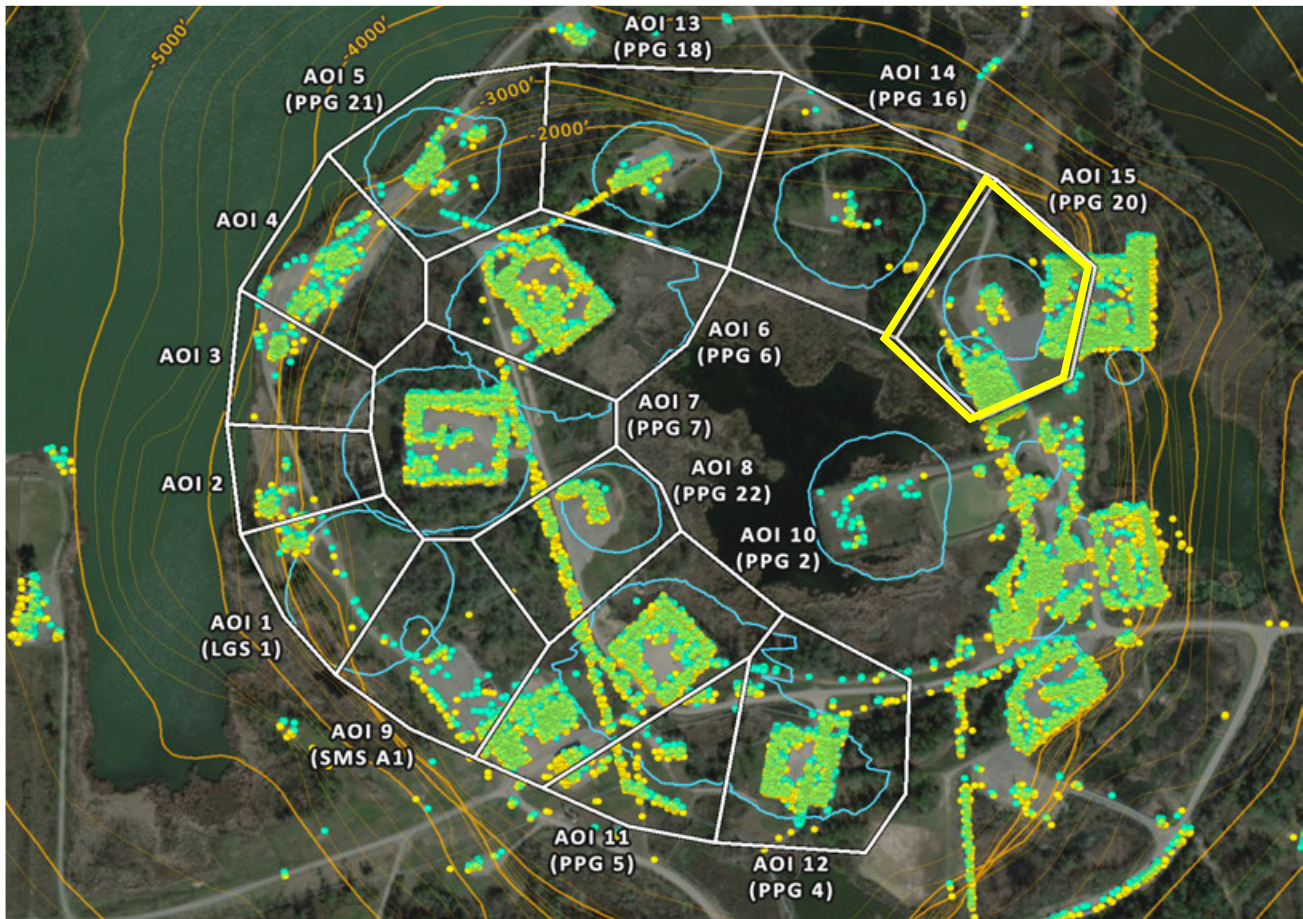 AOI 13
(PPG 18)
-5000'
-4000'
AOI 5
(PPG 21)
AOI 14
(PPG 16)
-3000'
-2000'
AOI 15
(PPG 20)
AOI 4
AOI 6
(PPG 6)
AOI 3
AOI 7
(PPG 7)
AOI 8
(PPG 22)
AOI 2
AOI 10
(PPG 2)
AOI 1
(LGS 1)
AOI 9
(SMS A1)
AOI 11
(PPG 5)
AOI 12
(PPG 4)